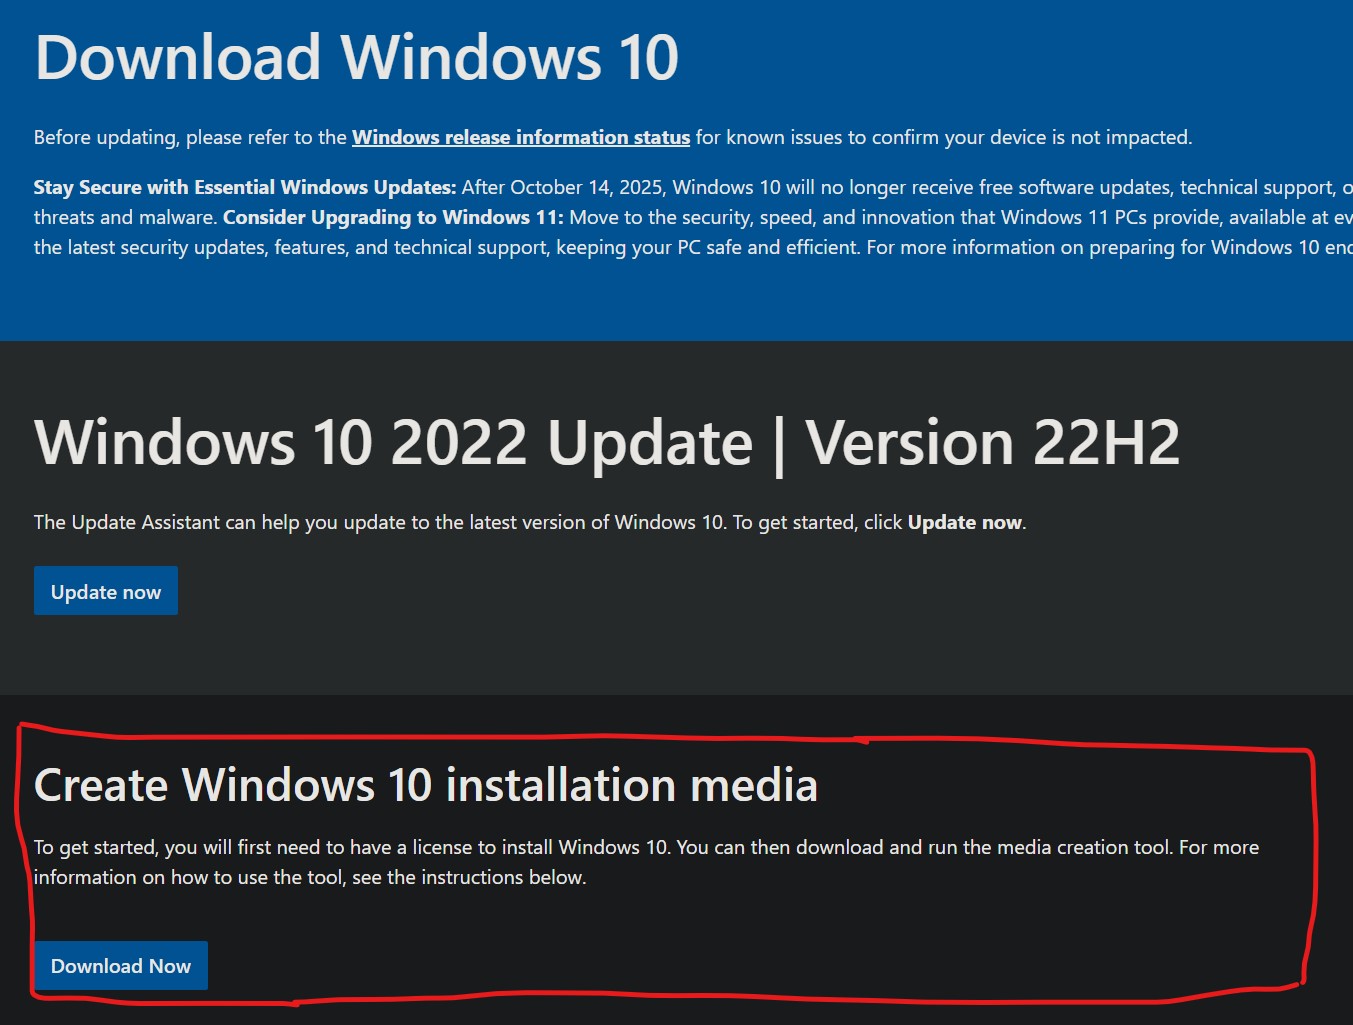 Download Windows 10
Before updating, please refer to the Windows release information status for known issues to confirm your device is not impacted.
Stay Secure with Essential Windows Updates: After October 14, 2025, Windows 10 will no longer receive free software updates, technical support, o
threats and malware. Consider Upgrading to Windows 11: Move to the security, speed, and innovation that Windows 11 PCs provide, available at ev
the latest security updates, features, and technical support, keeping your PC safe and efficient. For more information on preparing for Windows 10 end
Windows 10 2022 Update | Version 22H2
The Update Assistant can help you update to the latest version of Windows 10. To get started, click Update now.
Update now
Create Windows 10 installation media
To get started, you will first need to have a license to install Windows 10. You can then download and run the media creation tool. For more
information on how to use the tool, see the instructions below.
Download Now